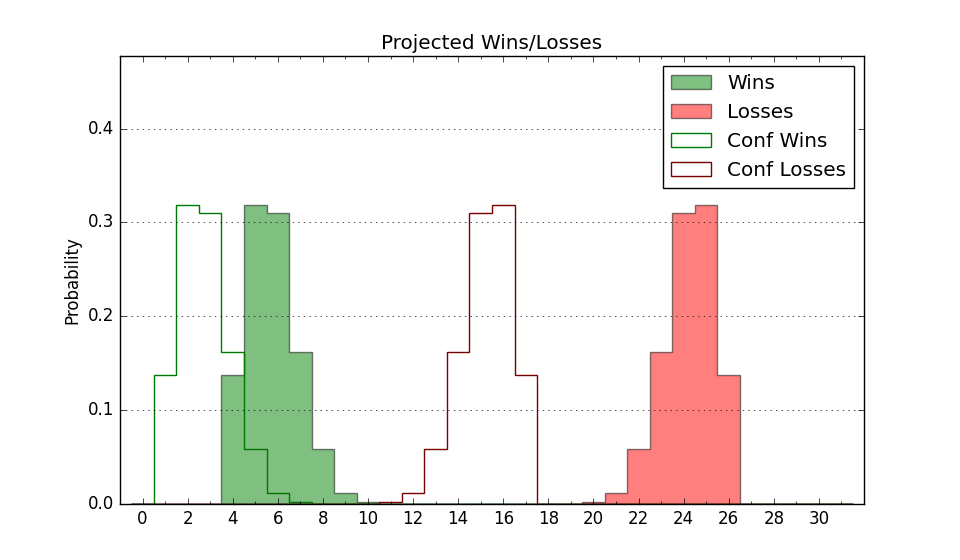 Projected Wins/Losses
Wins
Losses
Conf Wins
Conf Losses
Probability
0.4
0.3
0.2
0.1
0.0
0 2 4 6 8 10 12 14 16 18 20 22 24 26 28 30